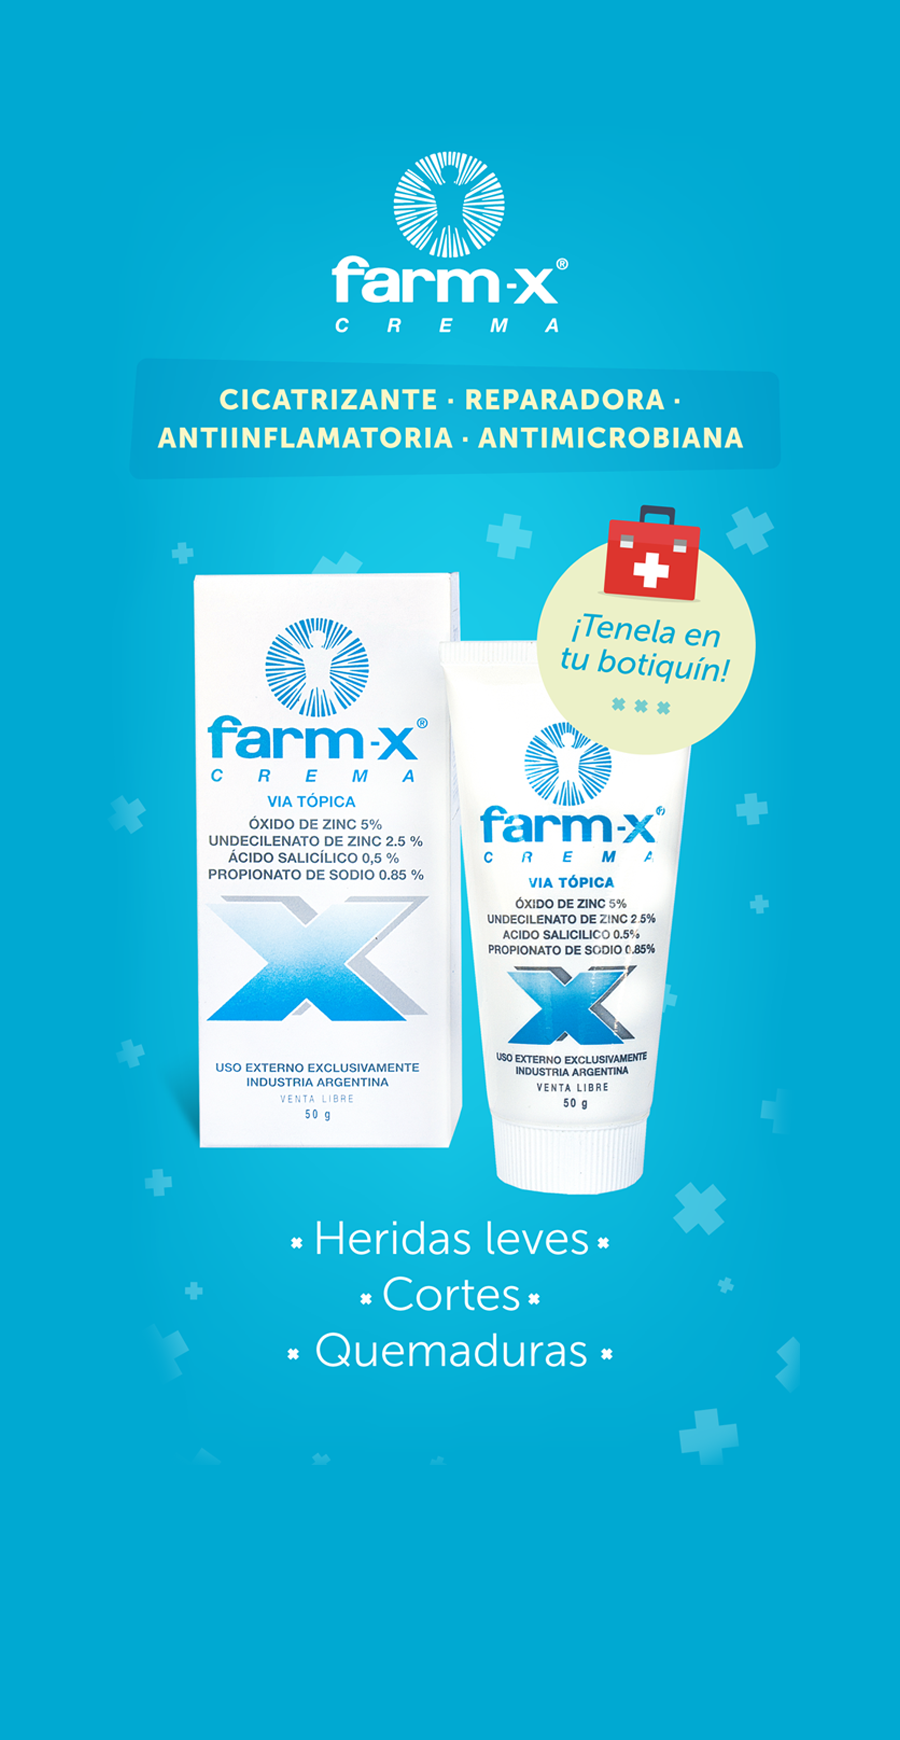 farm-x®
CREMA
CICATRIZANTE · REPARADORA ·
ANTIINFLAMATORIA · ANTIMICROBIANA
¡Tenela en
tu botiquín!
farm-x®
CREMA
VIA TÓPICA
ÓXIDO DE ZINC 5%
UNDECILENATO DE ZINC 2.5 %
ÁCIDO SALICÍLICO 0,5 %
PROPIONATO DE SODIO 0.85 %
X
USO EXTERNO EXCLUSIVAMENTE
INDUSTRIA ARGENTINA
VENTA LIBRE
50 g
farm-x®
CREMA
VIA TÓPICA
ÓXIDO DE ZINC 5%
UNDECILENATO DE ZINC 2.5%
ACIDO SALICILICO 0.5%
PROPIONATO DE SODIO 0.85%
X
USO EXTERNO EXCLUSIVAMENTE
INDUSTRIA ARGENTINA
VENTA LIBRE
50 g
Heridas leves
Cortes
Quemaduras